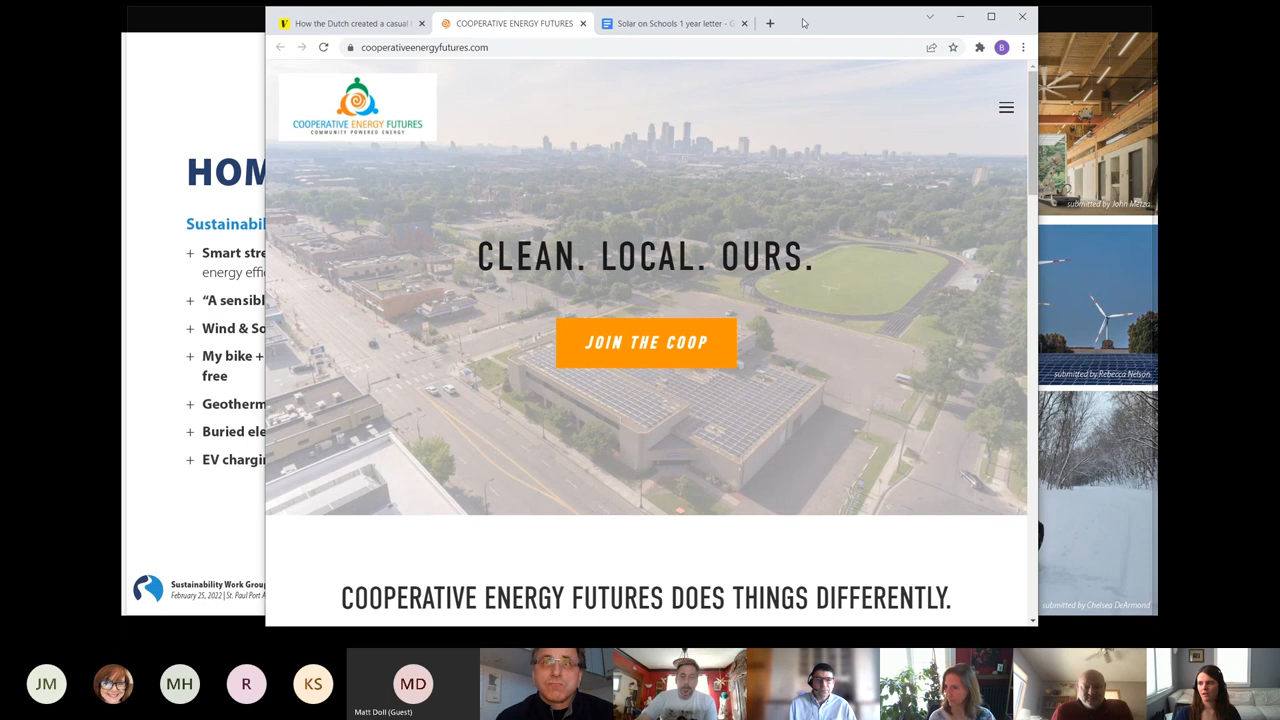 How the Dutch created a casual
COOPERATIVE ENERGY FUTURES
Solar on Schools 1 year letter - G
cooperativeenergyfutures.com
B
COOPERATIVE ENERGY FUTURES
COMMUNITY POWERED ENERGY
CLEAN. LOCAL. OURS.
JOIN THE COOP
COOPERATIVE ENERGY FUTURES DOES THINGS DIFFERENTLY.
HOM
Sustainabil
+ Smart stre
energy effi
+ “A sensibl
+ Wind & So
+ My bike +
free
+ Geotherm
+ Buried ele
+ EV chargi
Sustainability Work Group
February 25, 2022 | St. Paul Port A
submitted by John Metza
submitted by Rebecca Nelson
submitted by Chelsea DeArmond
JM
MH
R
KS
MD
Matt Doll (Guest)